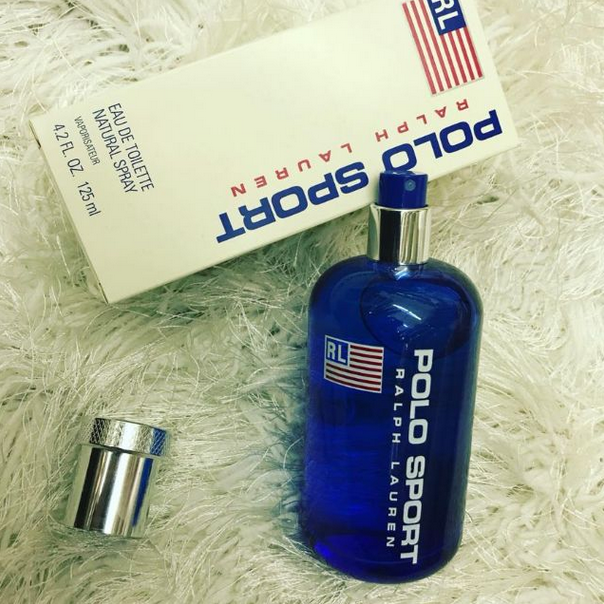 RL
POLO SPORT
RALPH LAUREN
EAU DE TOILETTE
NATURAL SPRAY
VAPORISATEUR
4.2 FL. OZ. 125 ml
RL
POLO SPORT
RALPH LAUREN